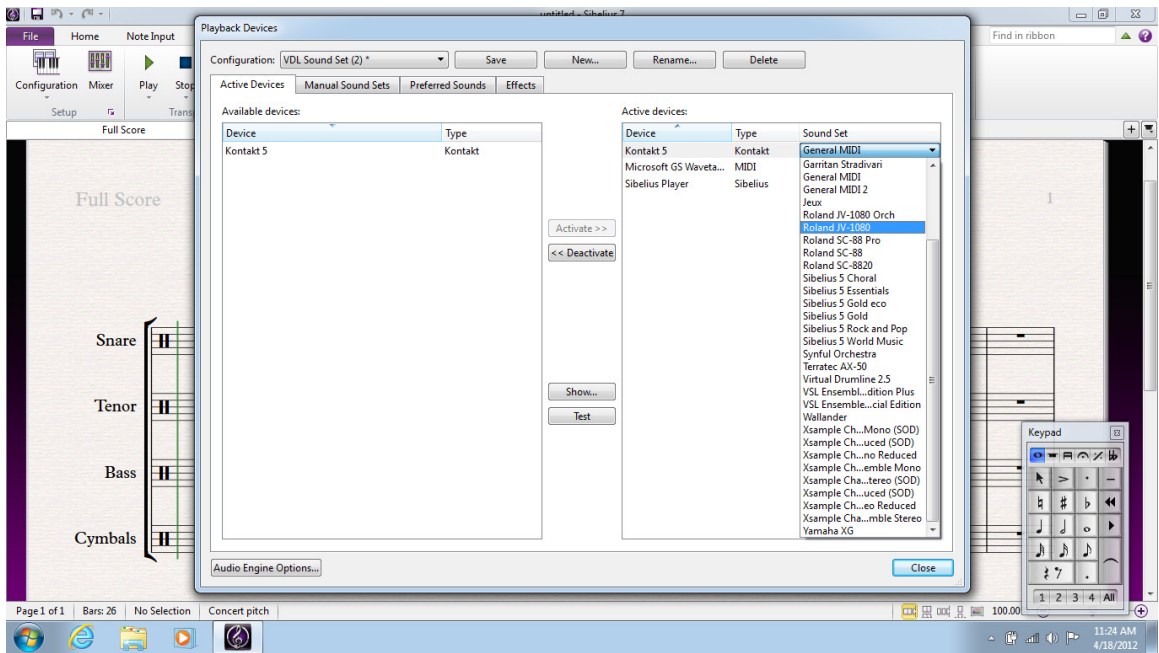 untitled - Sibelius 7
File Home Note Input
Find in ribbon
Configuration Mixer Play Stop
Setup Trans
Full Score
Full Score
1
Snare
Tenor
Bass
Cymbals
Playback Devices
Configuration: VDL Sound Set (2) * Save New... Rename... Delete
Active Devices Manual Sound Sets Preferred Sounds Effects
Available devices:
Device Type
Kontakt 5 Kontakt
Activate >>
<< Deactivate
Show...
Test
Active devices:
Device Type Sound Set
Kontakt 5 Kontakt General MIDI
Microsoft GS Waveta... MIDI
Sibelius Player Sibelius
Garritan Stradivari
General MIDI
General MIDI 2
Jeux
Roland JV-1080 Orch
Roland JV-1080
Roland SC-88 Pro
Roland SC-88
Roland SC-8820
Sibelius 5 Choral
Sibelius 5 Essentials
Sibelius 5 Gold eco
Sibelius 5 Gold
Sibelius 5 Rock and Pop
Sibelius 5 World Music
Synful Orchestra
Terratec AX-50
Virtual Drumline 2.5
VSL Ensembl...dition Plus
VSL Ensemble...cial Edition
Wallander
Xsample Ch...Mono (SOD)
Xsample Ch...uced (SOD)
Xsample Ch...no Reduced
Xsample Ch...emble Mono
Xsample Cha...tereo (SOD)
Xsample Ch...uced (SOD)
Xsample Ch...eo Reduced
Xsample Cha...mble Stereo
Yamaha XG
Audio Engine Options...
Close
Keypad
1 2 3 4 All
Page 1 of 1 Bars: 26 No Selection Concert pitch
100.00
11:24 AM
4/18/2012